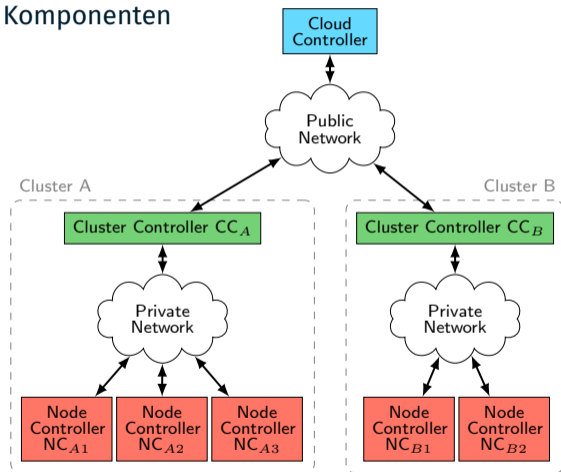 Komponenten
Cloud
Controller
Public
Network
Cluster A
Cluster B
Cluster Controller CC_A
Cluster Controller CC_B
Private
Network
Private
Network
Node
Controller
NC_A1
Node
Controller
NC_A2
Node
Controller
NC_A3
Node
Controller
NC_B1
Node
Controller
NC_B2